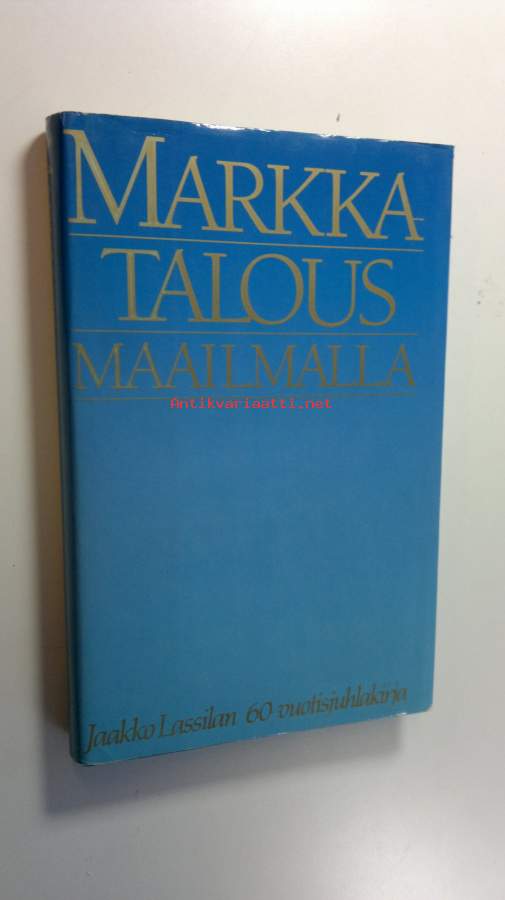 MARKKA-
TALOUS
MAAILMALLA
Antikvariaatti.net
Jaakko Lassilan 60 vuotisjuhlakirja